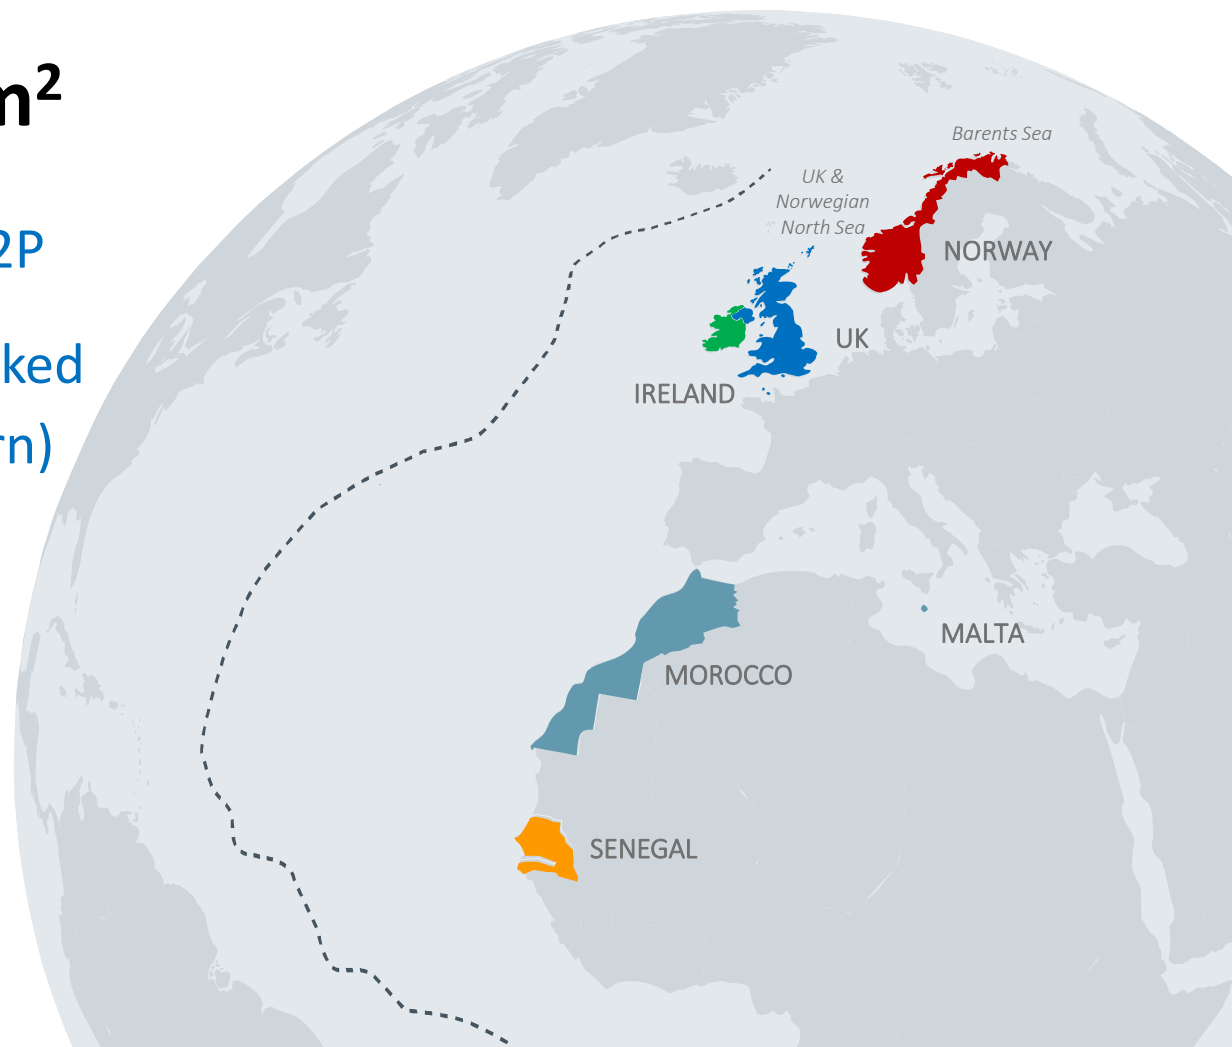 m²
2P
ked
rn)
Barents Sea
UK &
Norwegian
North Sea
NORWAY
UK
IRELAND
MALTA
MOROCCO
SENEGAL